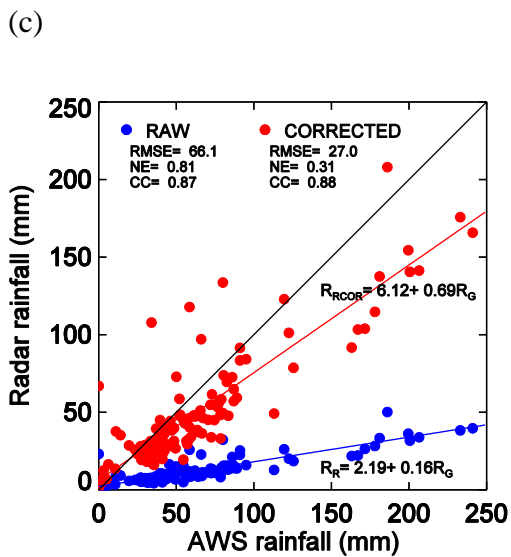 (c)
250
200
150
100
50
0
Radar rainfall (mm)
RAW
RMSE= 66.1
NE= 0.81
CC= 0.87
CORRECTED
RMSE= 27.0
NE= 0.31
CC= 0.88
R_RCOR= 6.12+ 0.69R_G
R_R= 2.19+ 0.16R_G
0 50 100 150 200 250
AWS rainfall (mm)